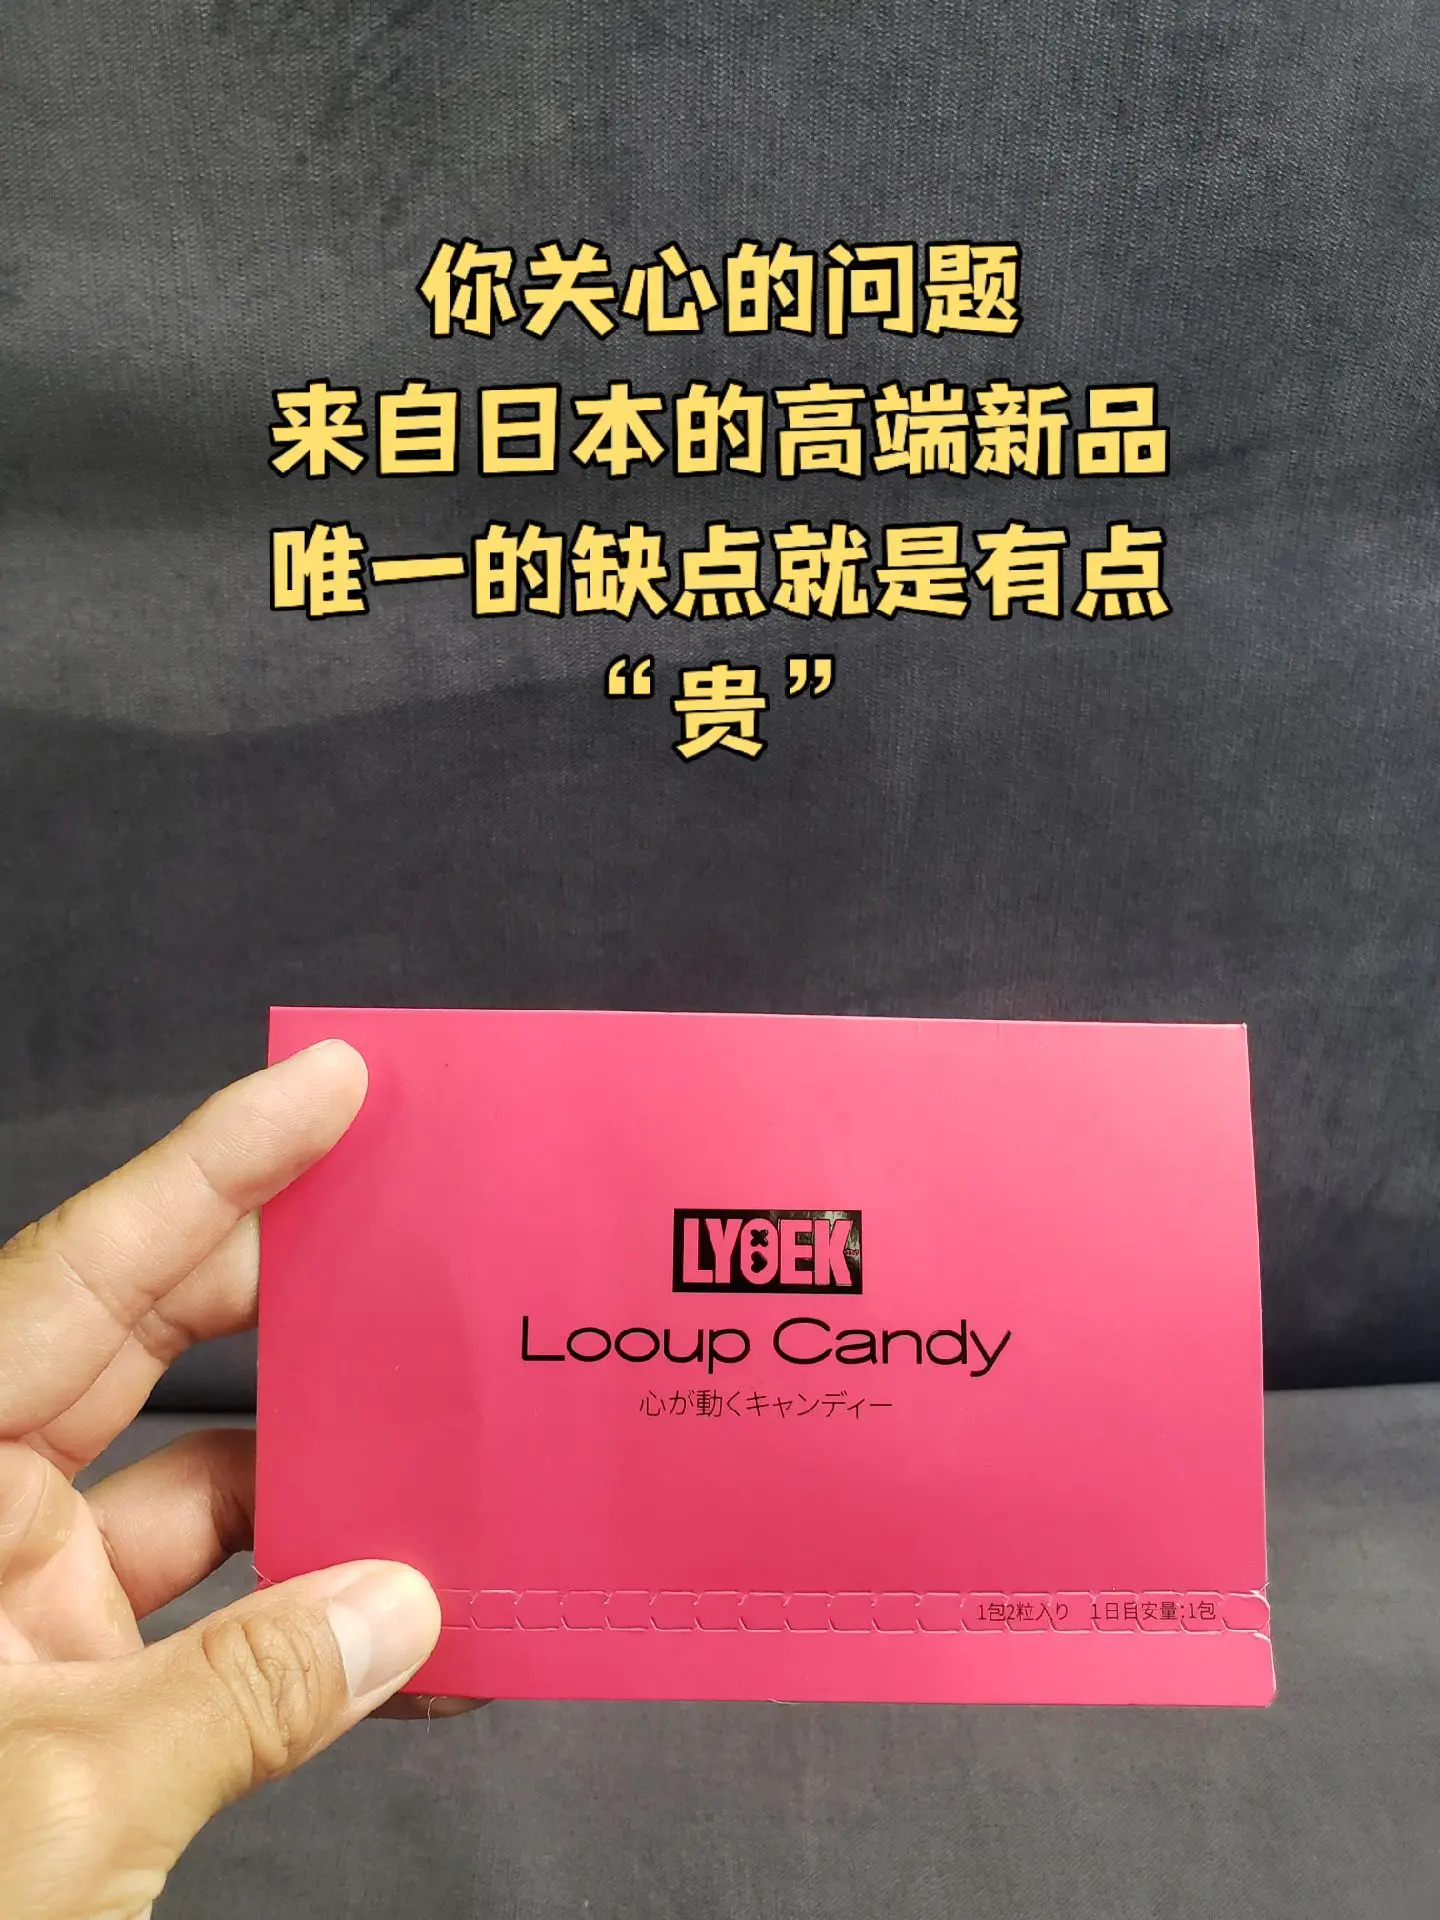 你关心的问题
来自日本的高端新品
唯一的缺点就是有点
“贵”
LYOEK
Looup Candy
心が動くキャンディー
1包2粒入り 1日目安量:1包